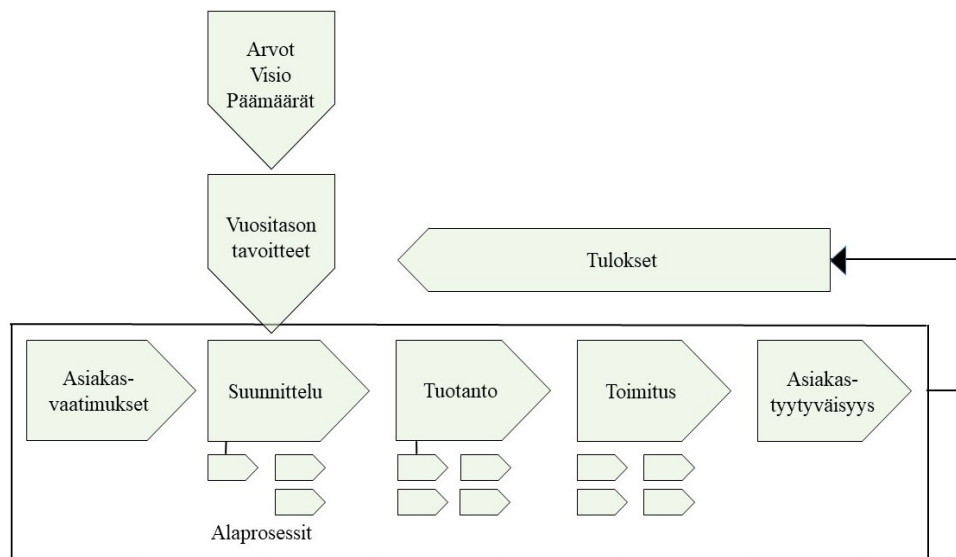 Arvot
Visio
Päämäärät
Vuositason
tavoitteet
Tulokset
Asiakas-
vaatimukset
Suunnittelu
Tuotanto
Toimitus
Asiakas-
tyytyväisyys
Alaprosessit